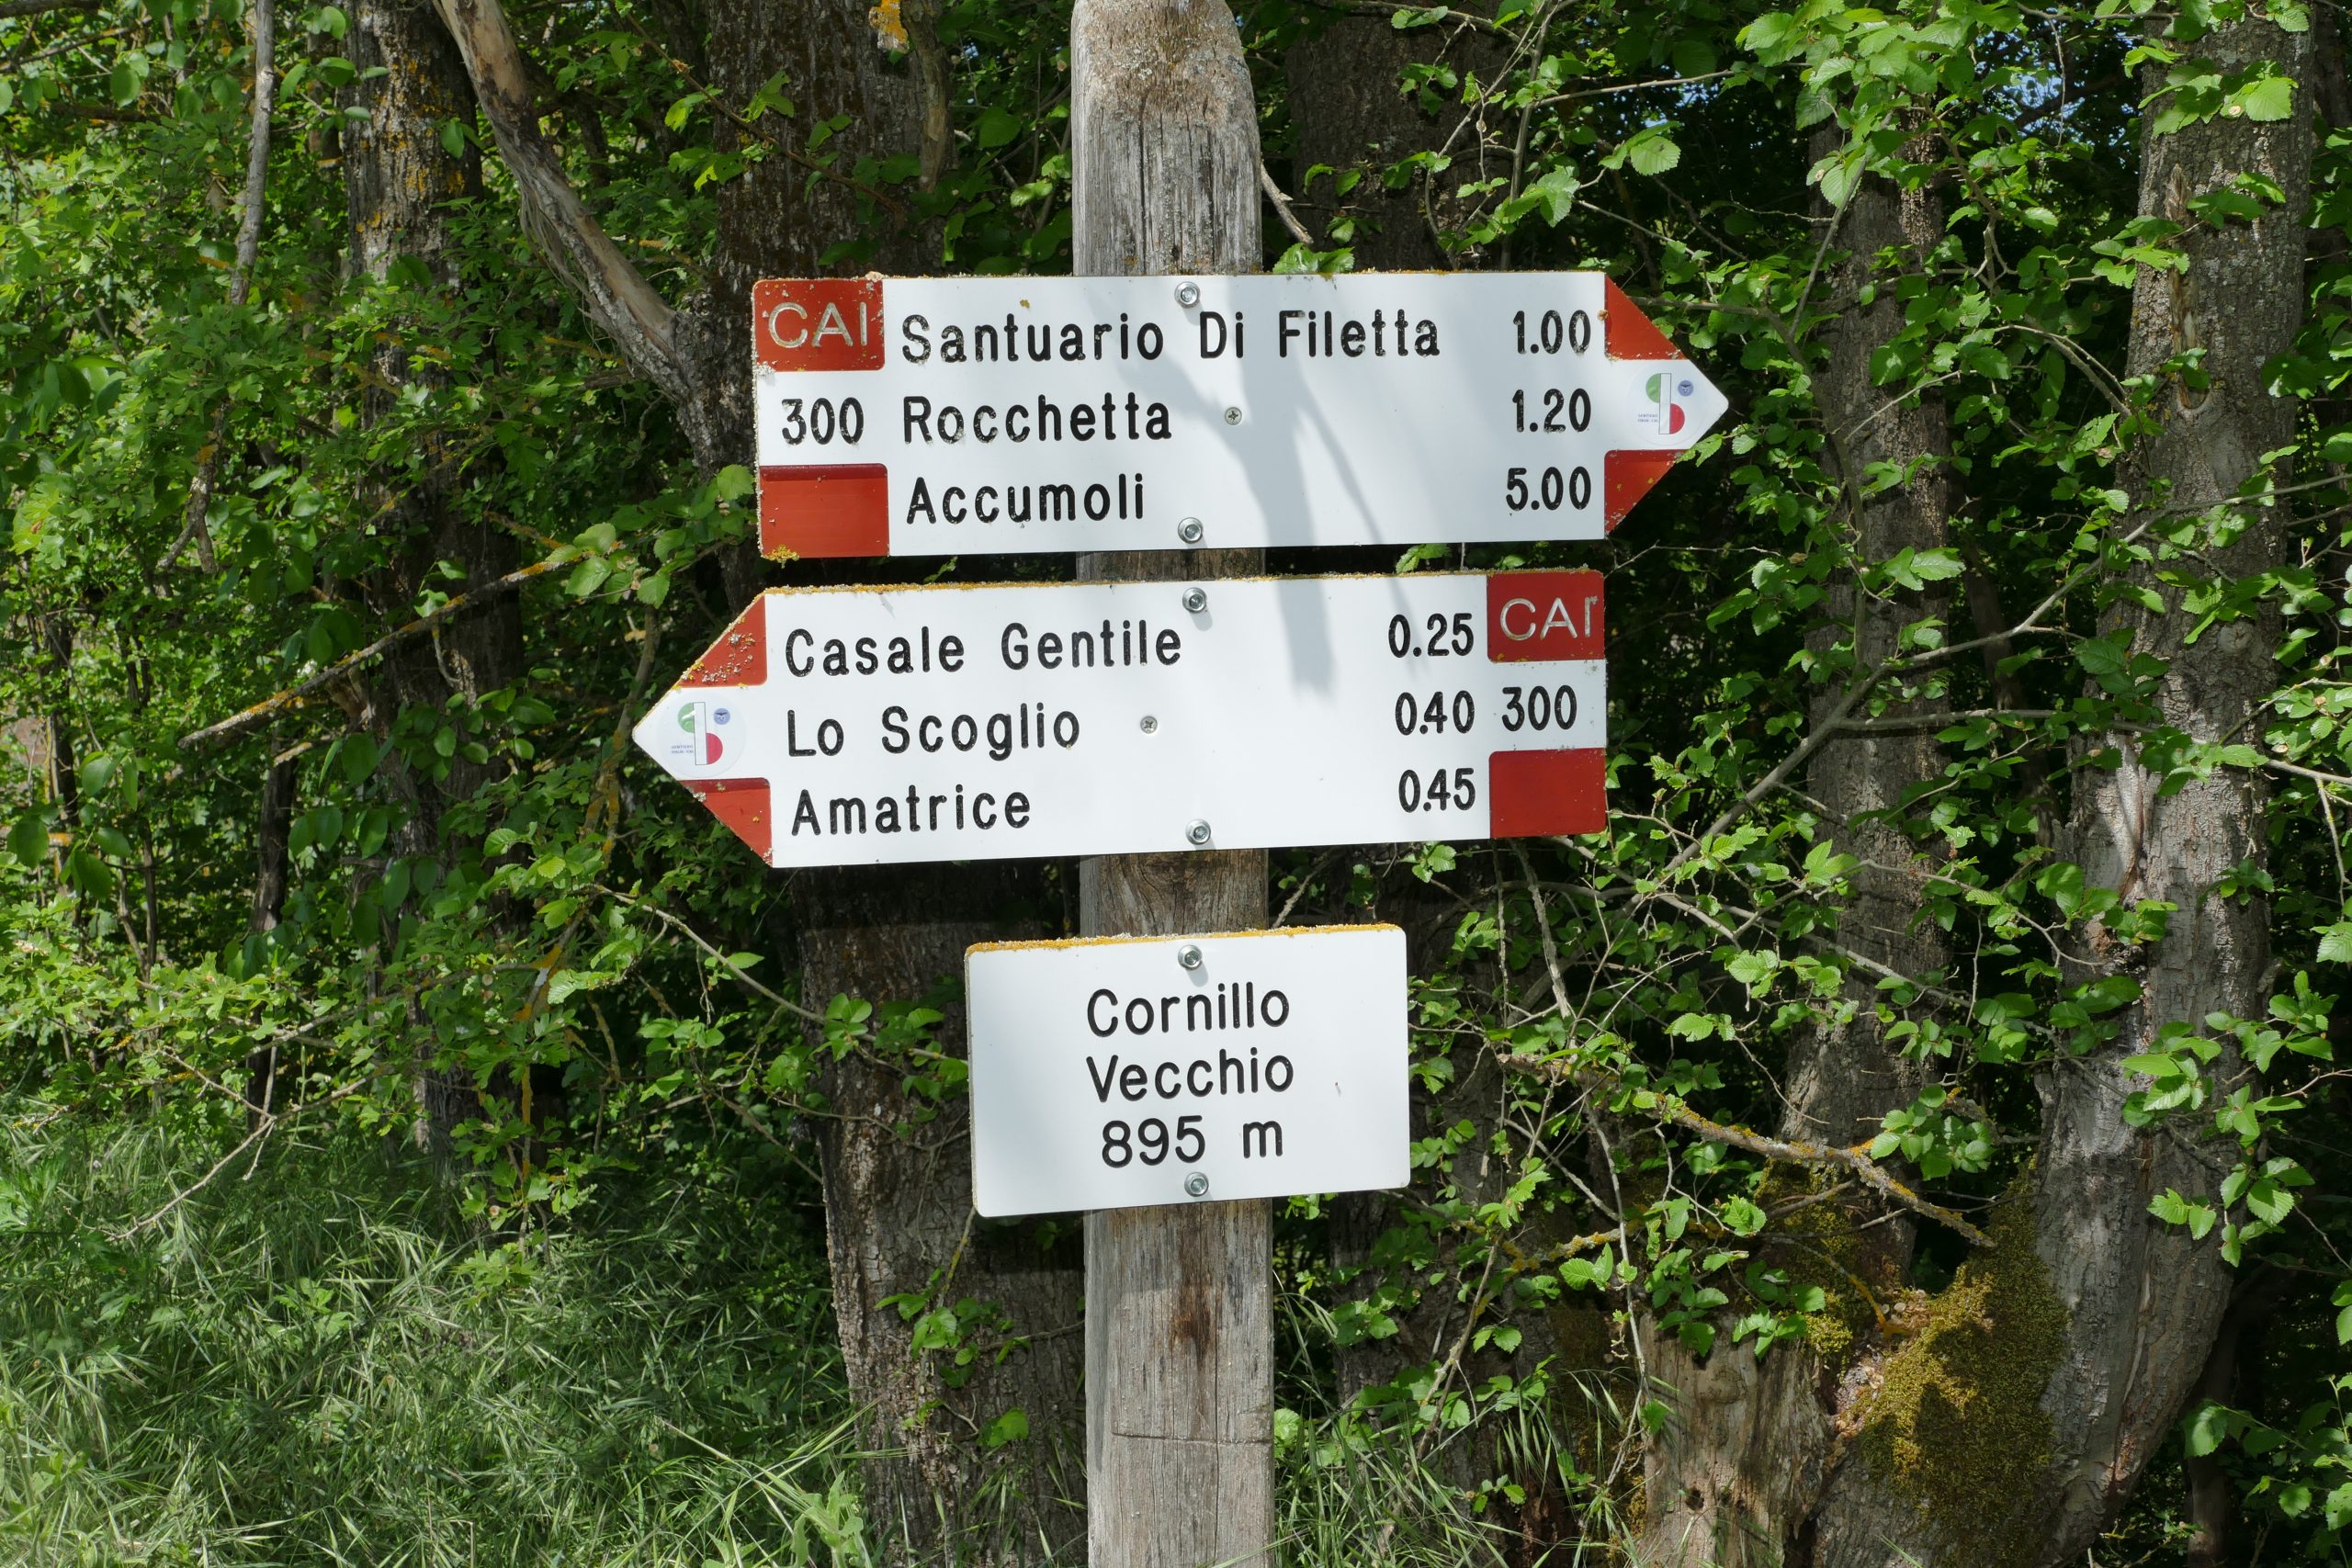 CAI Santuario Di Filetta 1.00
300 Rocchetta 1.20
Accumoli 5.00
Casale Gentile 0.25 CAI
Lo Scoglio 0.40 300
Amatrice 0.45
Cornillo
Vecchio
895 m